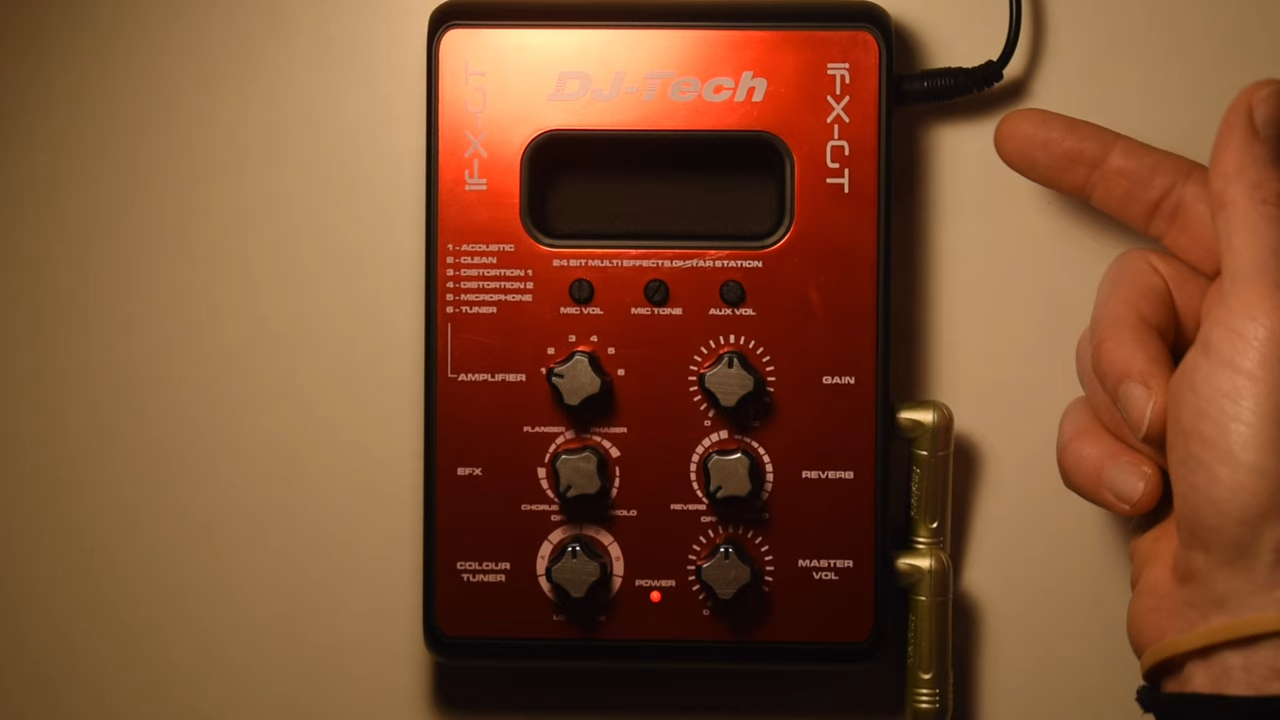 DJ-Tech
iFX-CT
iFX-CT
1 - ACOUSTIC
2 - CLEAN
3 - DISTORTION 1
4 - DISTORTION 2
5 - MICROPHONE
6 - TUNER
24 BIT MULTI EFFECTS GUITAR STATION
MIC VOL
MIC TONE
AUX VOL
1
2
3
4
5
6
AMPLIFIER
GAIN
0
FLANGER
PHASER
EFX
REVERB
CHORUS
REVERB
COLOUR
TUNER
POWER
MASTER
VOL
0